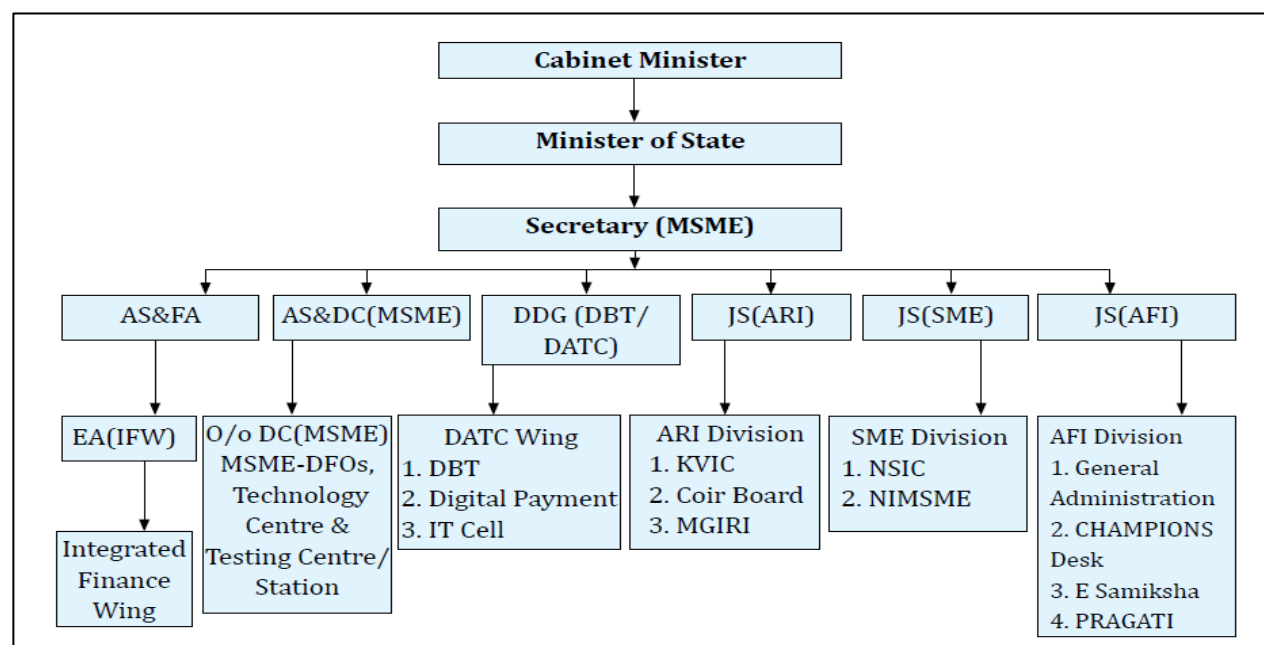 Cabinet Minister
Minister of State
Secretary (MSME)
AS&FA
AS&DC(MSME)
DDG (DBT/
DATC)
JS(ARI)
JS(SME)
JS(AFI)
EA(IFW)
Integrated
Finance
Wing
O/o DC(MSME)
MSME-DFOs,
Technology
Centre &
Testing Centre/
Station
DATC Wing
1. DBT
2. Digital Payment
3. IT Cell
ARI Division
1. KVIC
2. Coir Board
3. MGIRI
SME Division
1. NSIC
2. NIMSME
AFI Division
1. General
Administration
2. CHAMPIONS
Desk
3. E Samiksha
4. PRAGATI